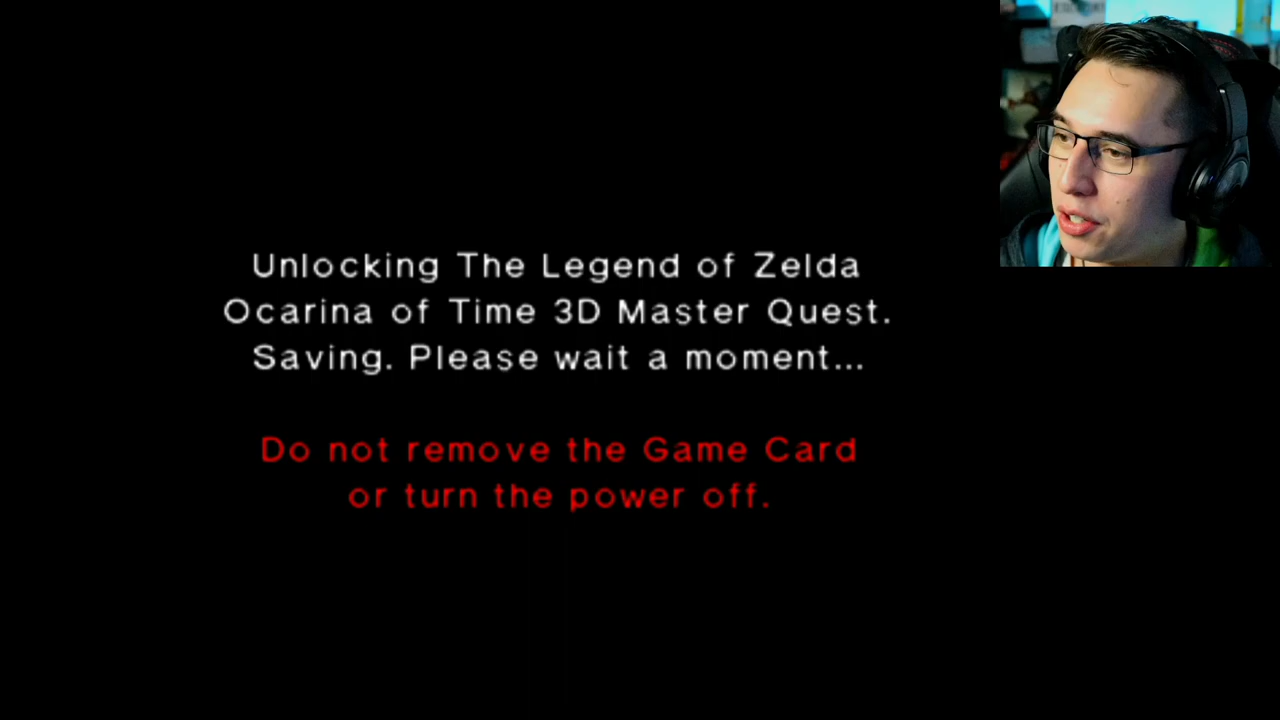 Unlocking The Legend of Zelda
Ocarina of Time 3D Master Quest.
Saving. Please wait a moment...
Do not remove the Game Card
or turn the power off.